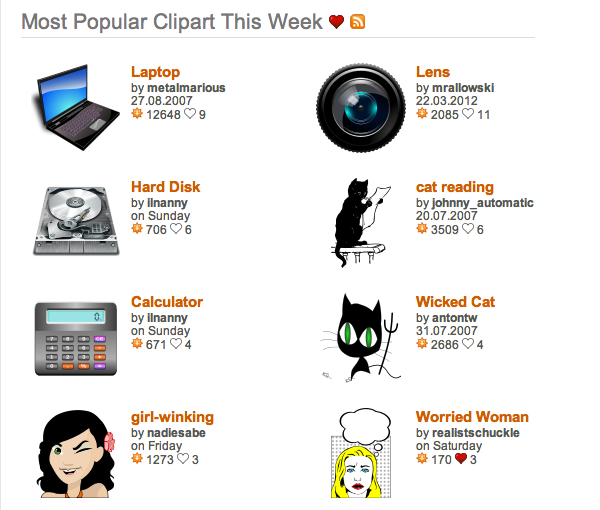 Most Popular Clipart This Week
Laptop
by metalmarious
27.08.2007
12648 9
Lens
by mrallowski
22.03.2012
2085 11
Hard Disk
by ilnanny
on Sunday
706 6
cat reading
by johnny_automatic
20.07.2007
3509 6
Calculator
by ilnanny
on Sunday
671 4
Wicked Cat
by antontw
31.07.2007
2686 4
girl-winking
by nadiesabe
on Friday
1273 3
Worried Woman
by realistschuckle
on Saturday
170 3